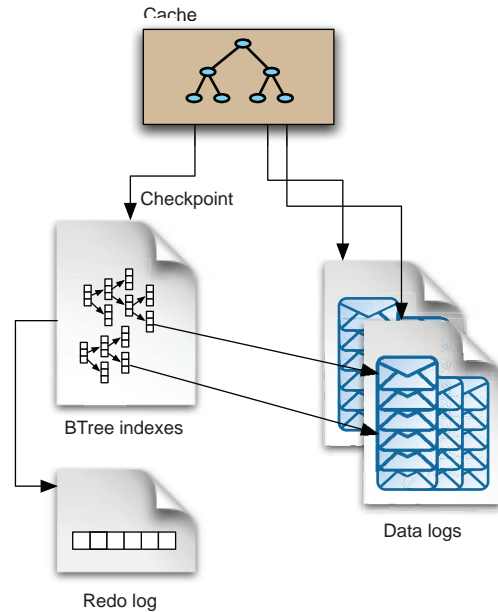 Cache
Checkpoint
BTree indexes
Data logs
Redo log